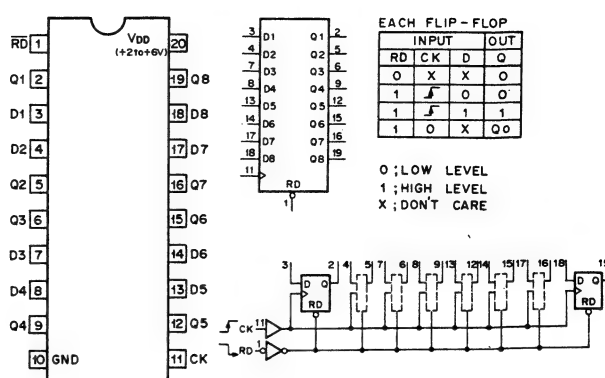 RD 1
VDD
(+2to+6V)
20
Q1 2
19 Q8
D1 3
18 D8
D2 4
17 D7
Q2 5
16 Q7
Q3 6
15 Q6
D3 7
14 D6
D4 8
13 D5
Q4 9
12 Q5
10 GND
11 CK
3 D1 Q1 2
4 D2 Q2 5
7 D3 Q3 6
8 D4 Q4 9
13 D5 Q5 12
14 D6 Q6 15
17 D7 Q7 16
18 D8 Q8 19
11
RD
1
EACH FLIP-FLOP
INPUT OUT
RD CK D Q
0 X X 0
1 0 0
1 1 1
1 0 X Qo
0 ; LOW LEVEL
1 ; HIGH LEVEL
X ; DON'T CARE
3 2 4 5 7 6 8 9 13 12 14 15 17 16 18
D Q
RD
D Q
RD
CK 11
RD 1